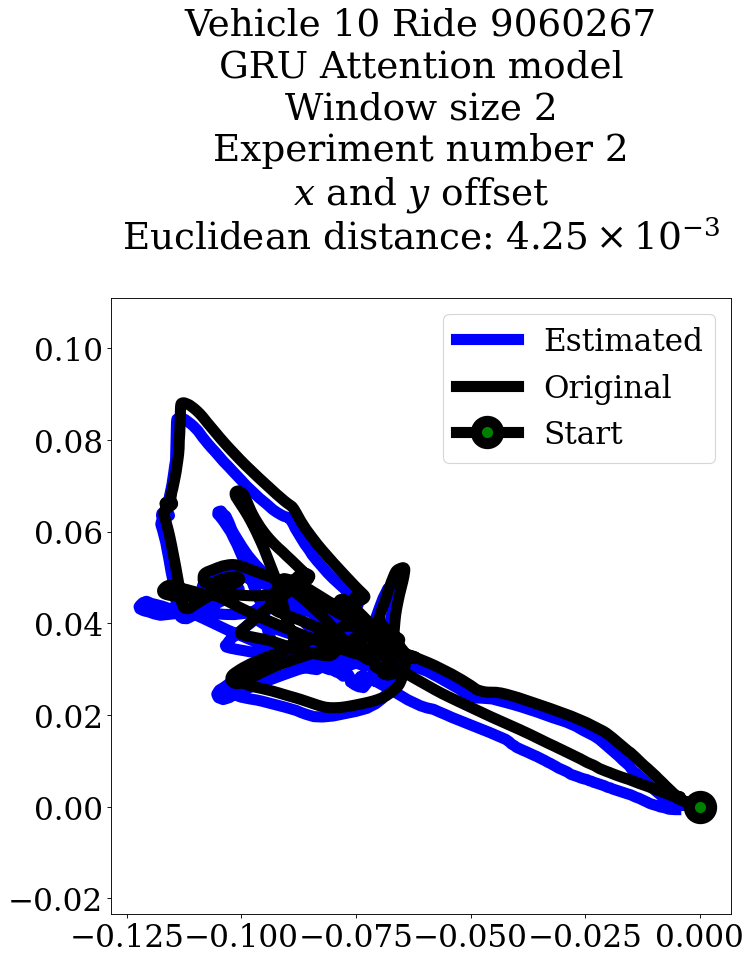 Vehicle 10 Ride 9060267
GRU Attention model
Window size 2
Experiment number 2
x and y offset
Euclidean distance: 4.25 × 10⁻³
Estimated
Original
Start
0.10
0.08
0.06
0.04
0.02
0.00
−0.02
−0.125 −0.100 −0.075 −0.050 −0.025 0.000